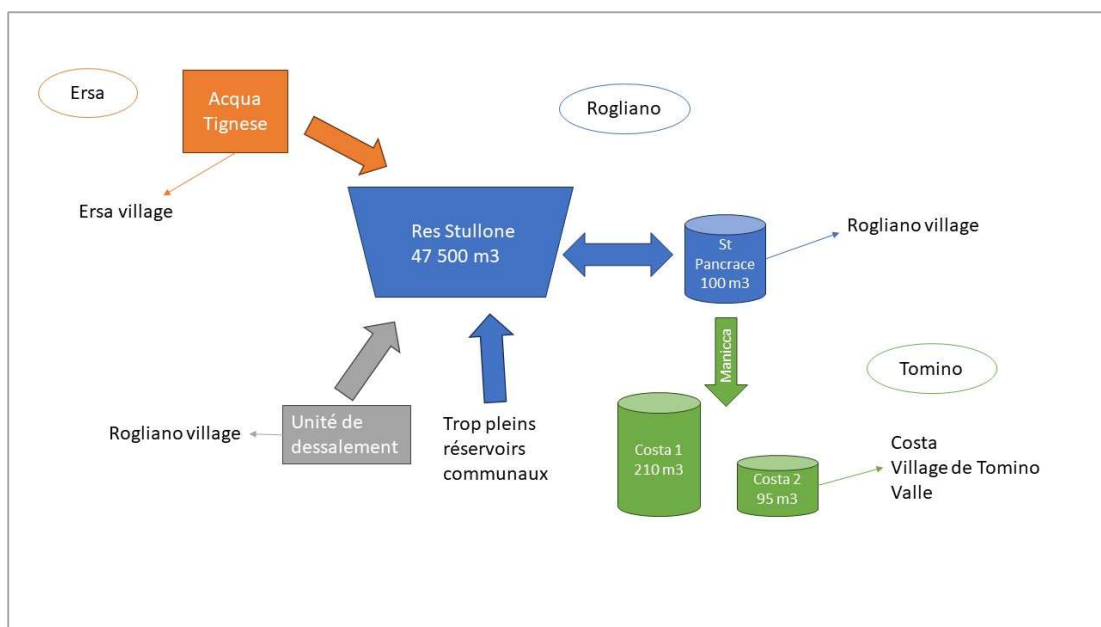 Ersa
Acqua
Tignese
Rogliano
Ersa village
Res Stullone
47 500 m3
St
Pancrace
100 m3
Rogliano village
Manicca
Tomino
Rogliano village
Unité de
dessalement
Trop pleins
réservoirs
communaux
Costa 1
210 m3
Costa 2
95 m3
Costa
Village de Tomino
Valle